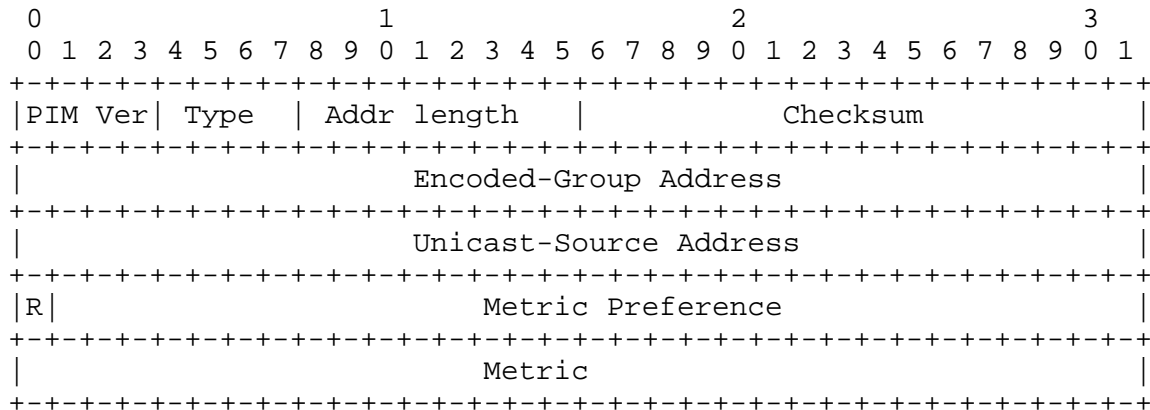 0                   1                   2                   3
0 1 2 3 4 5 6 7 8 9 0 1 2 3 4 5 6 7 8 9 0 1 2 3 4 5 6 7 8 9 0 1
+-+-+-+-+-+-+-+-+-+-+-+-+-+-+-+-+-+-+-+-+-+-+-+-+-+-+-+-+-+-+-+-+
|PIM Ver| Type  | Addr length   |           Checksum            |
+-+-+-+-+-+-+-+-+-+-+-+-+-+-+-+-+-+-+-+-+-+-+-+-+-+-+-+-+-+-+-+-+
|                      Encoded-Group Address                    |
+-+-+-+-+-+-+-+-+-+-+-+-+-+-+-+-+-+-+-+-+-+-+-+-+-+-+-+-+-+-+-+-+
|                      Unicast-Source Address                   |
+-+-+-+-+-+-+-+-+-+-+-+-+-+-+-+-+-+-+-+-+-+-+-+-+-+-+-+-+-+-+-+-+
|R|                        Metric Preference                    |
+-+-+-+-+-+-+-+-+-+-+-+-+-+-+-+-+-+-+-+-+-+-+-+-+-+-+-+-+-+-+-+-+
|                          Metric                               |
+-+-+-+-+-+-+-+-+-+-+-+-+-+-+-+-+-+-+-+-+-+-+-+-+-+-+-+-+-+-+-+-+